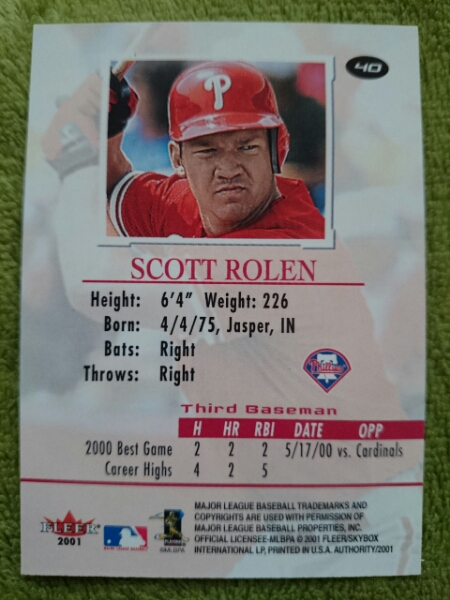 40
P
SCOTT ROLEN
Height: 6'4" Weight: 226
Born: 4/4/75, Jasper, IN
Bats: Right
Throws: Right
Phillies
Third Baseman
H HR RBI DATE OPP
2000 Best Game 2 2 2 5/17/00 vs. Cardinals
Career Highs 4 2 5
FLEER
2001
MAJOR LEAGUE BASEBALL TRADEMARKS AND
COPYRIGHTS ARE USED WITH PERMISSION OF
MAJOR LEAGUE BASEBALL PROPERTIES, INC.
OFFICIAL LICENSEE-MLBPA © 2001 FLEER/SKYBOX
INTERNATIONAL LP, PRINTED IN U.S.A. AUTHORITY/2001